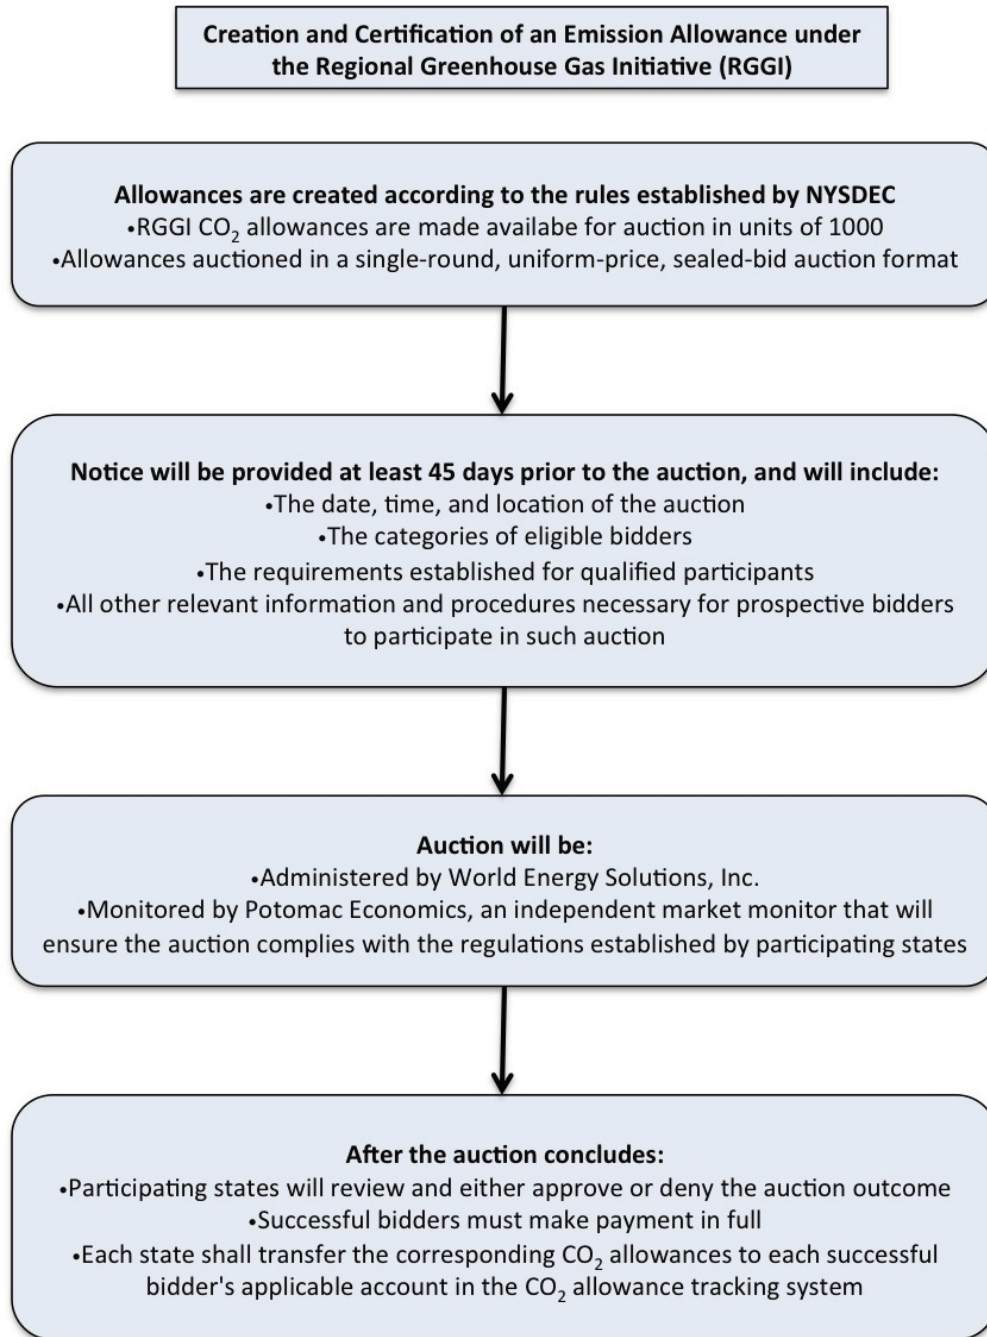 Creation and Certification of an Emission Allowance under
the Regional Greenhouse Gas Initiative (RGGI)
Allowances are created according to the rules established by NYSDEC
•RGGI CO₂ allowances are made availabe for auction in units of 1000
•Allowances auctioned in a single-round, uniform-price, sealed-bid auction format
Notice will be provided at least 45 days prior to the auction, and will include:
•The date, time, and location of the auction
•The categories of eligible bidders
•The requirements established for qualified participants
•All other relevant information and procedures necessary for prospective bidders
to participate in such auction
Auction will be:
•Administered by World Energy Solutions, Inc.
•Monitored by Potomac Economics, an independent market monitor that will
ensure the auction complies with the regulations established by participating states
After the auction concludes:
•Participating states will review and either approve or deny the auction outcome
•Successful bidders must make payment in full
•Each state shall transfer the corresponding CO₂ allowances to each successful
bidder's applicable account in the CO₂ allowance tracking system